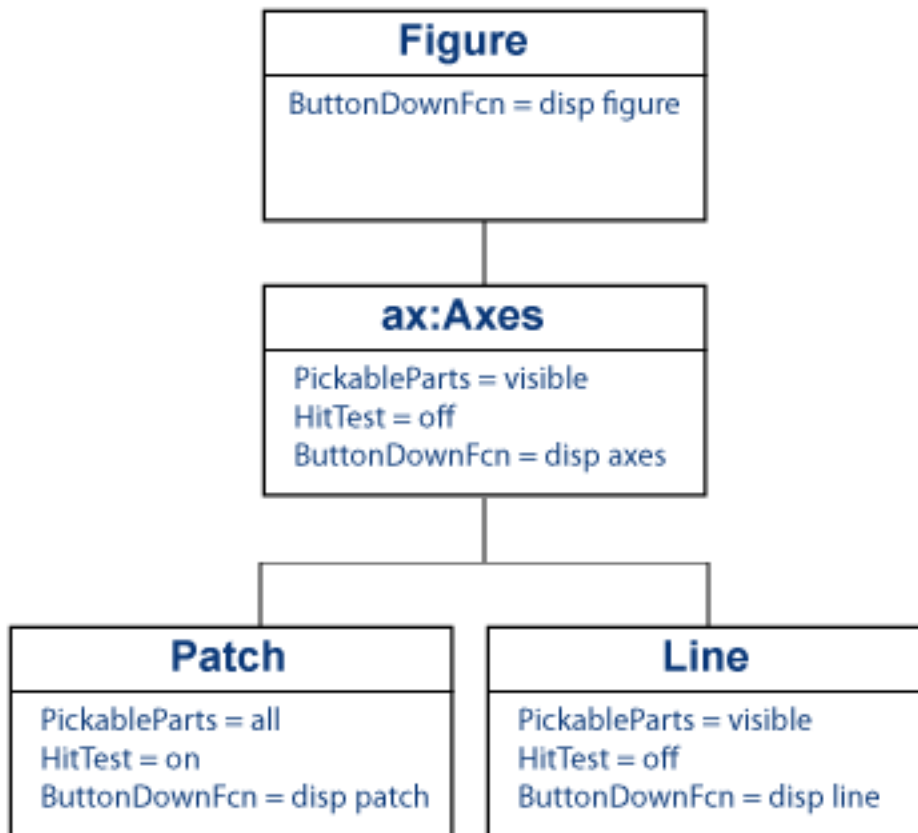 Figure
ButtonDownFcn = disp figure
ax:Axes
PickableParts = visible
HitTest = off
ButtonDownFcn = disp axes
Patch
PickableParts = all
HitTest = on
ButtonDownFcn = disp patch
Line
PickableParts = visible
HitTest = off
ButtonDownFcn = disp line